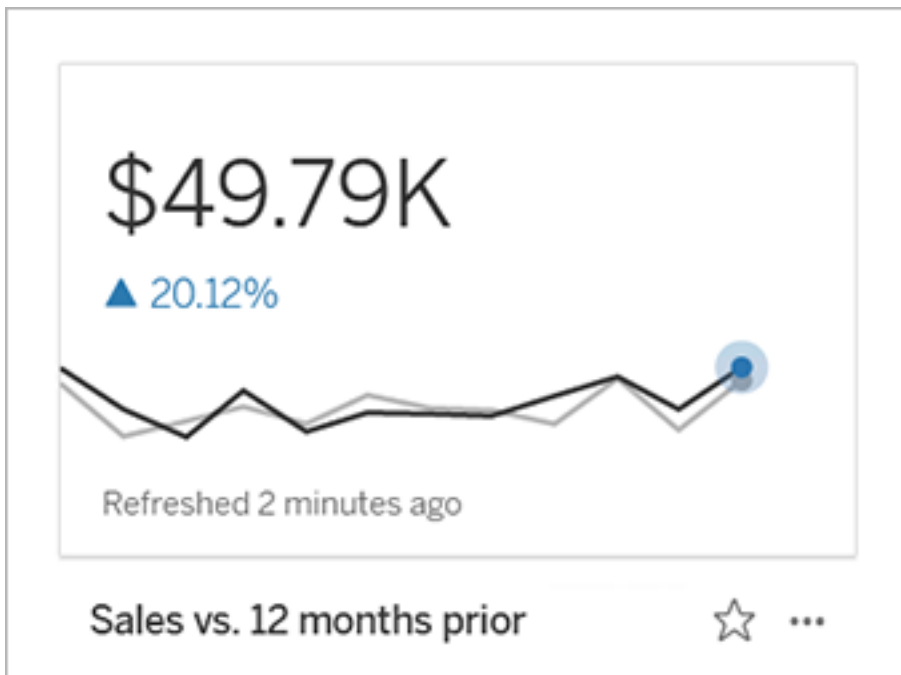 $49.79K
▲ 20.12%
Refreshed 2 minutes ago
Sales vs. 12 months prior